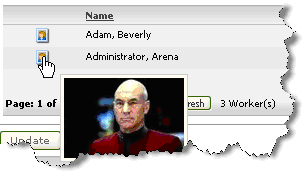 Name
Adam, Beverly
Administrator, Arena
Page: 1 of
resh 3 Worker(s)
Update